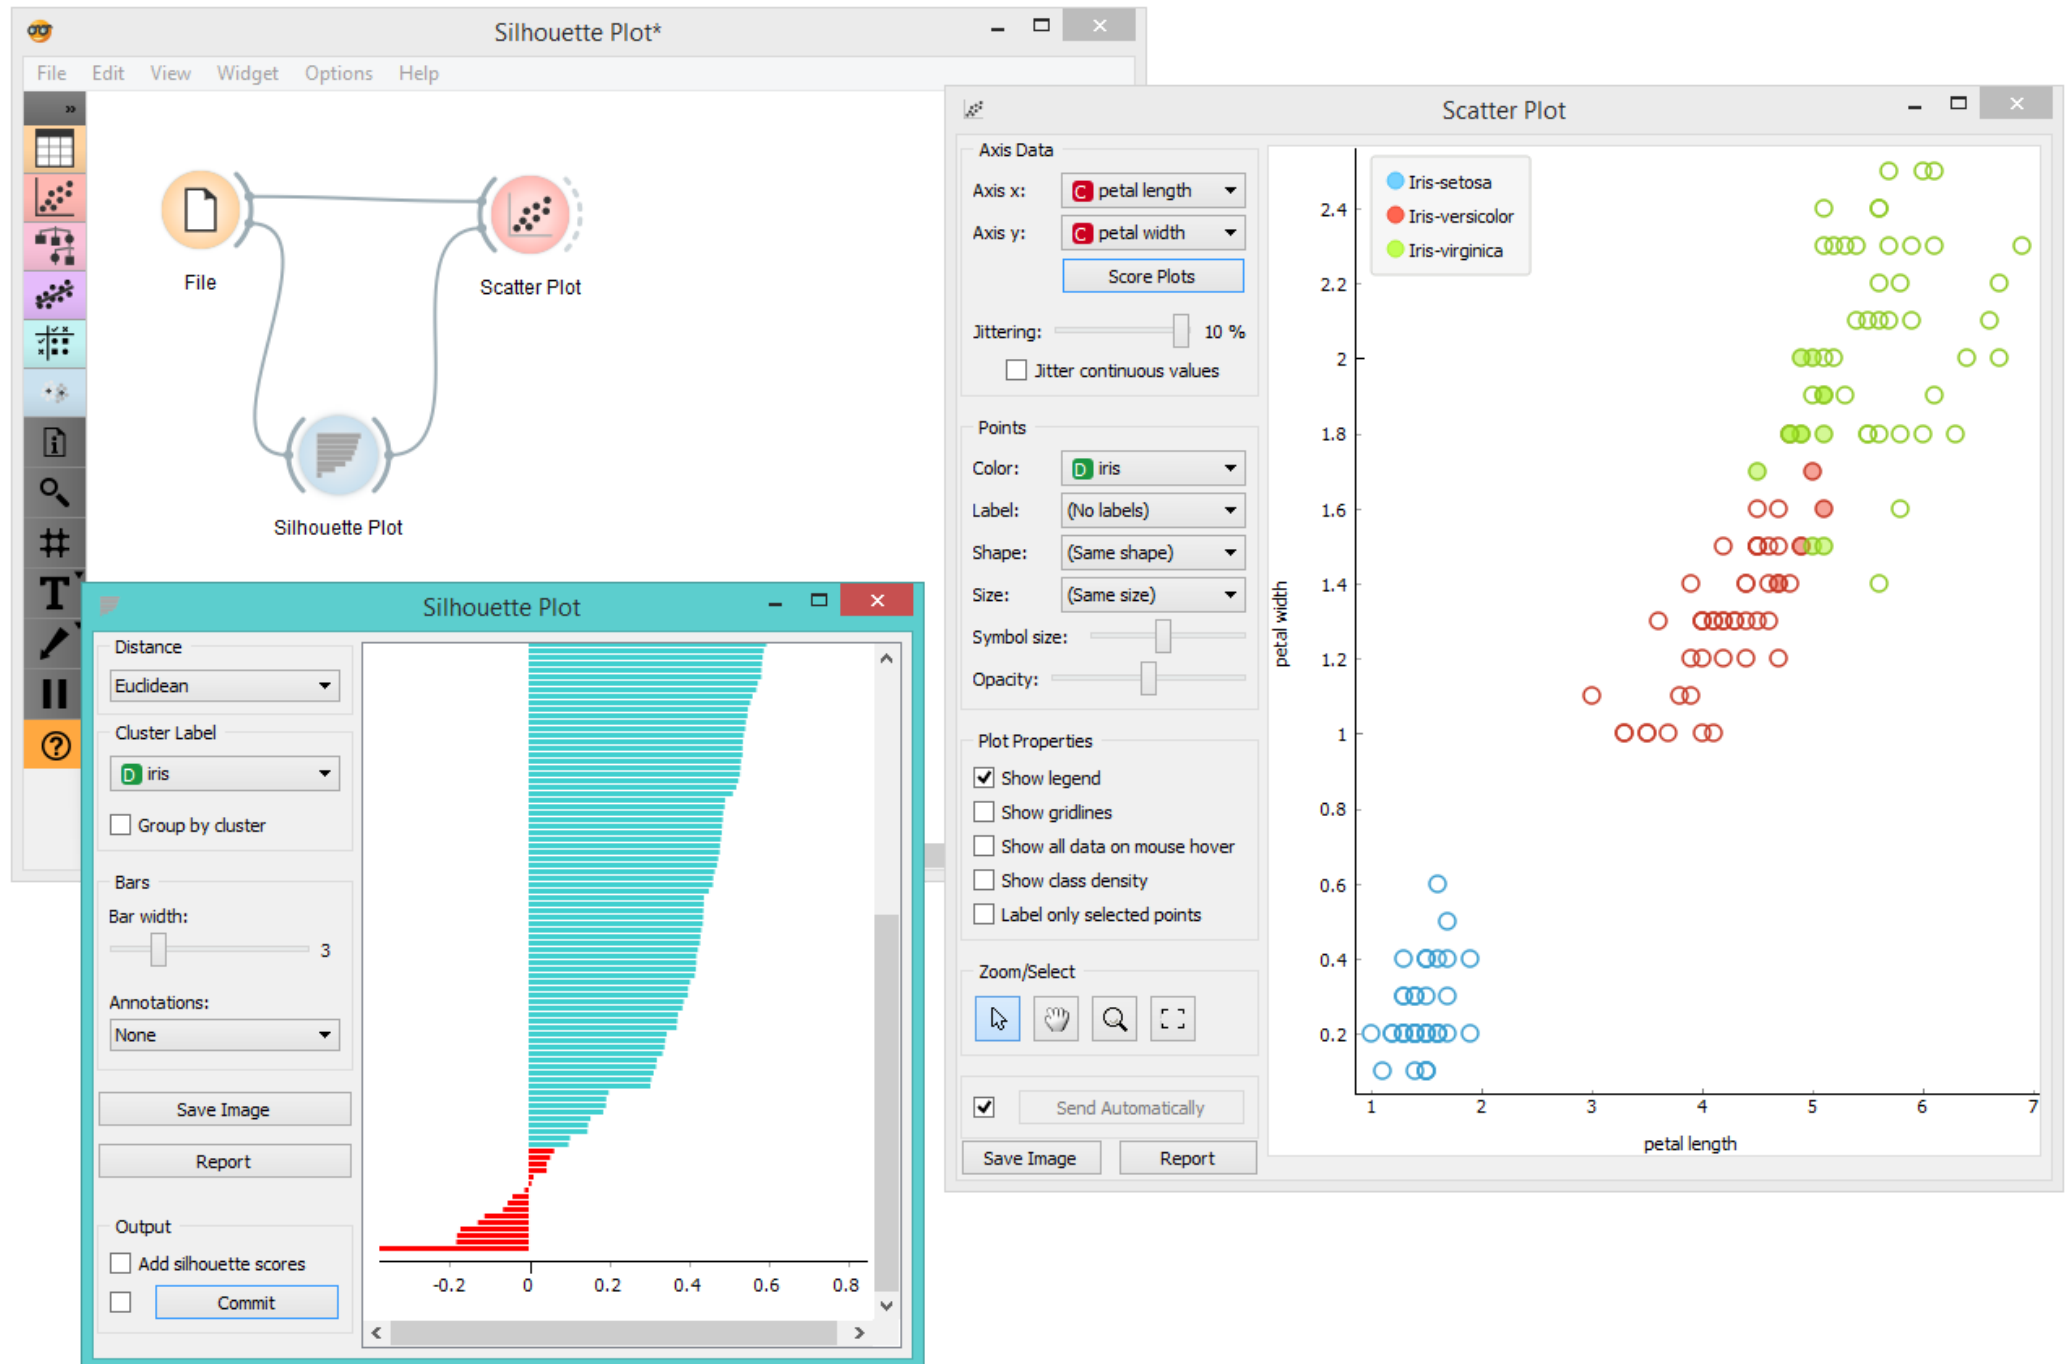 Silhouette Plot*
File Edit View Widget Options Help
»
File
Scatter Plot
Silhouette Plot
T
Silhouette Plot
Distance
Euclidean
Cluster Label
D iris
Group by cluster
Bars
Bar width:
3
Annotations:
None
Save Image
Report
Output
Add silhouette scores
Commit
-0.2 0 0.2 0.4 0.6 0.8
Scatter Plot
Axis Data
Axis x: C petal length
Axis y: C petal width
Score Plots
Jittering: 10 %
Jitter continuous values
Points
Color: D iris
Label: (No labels)
Shape: (Same shape)
Size: (Same size)
Symbol size:
Opacity:
Plot Properties
Show legend
Show gridlines
Show all data on mouse hover
Show class density
Label only selected points
Zoom/Select
Send Automatically
Save Image Report
Iris-setosa
Iris-versicolor
Iris-virginica
petal width
2.4
2.2
2
1.8
1.6
1.4
1.2
1
0.8
0.6
0.4
0.2
1 2 3 4 5 6 7
petal length